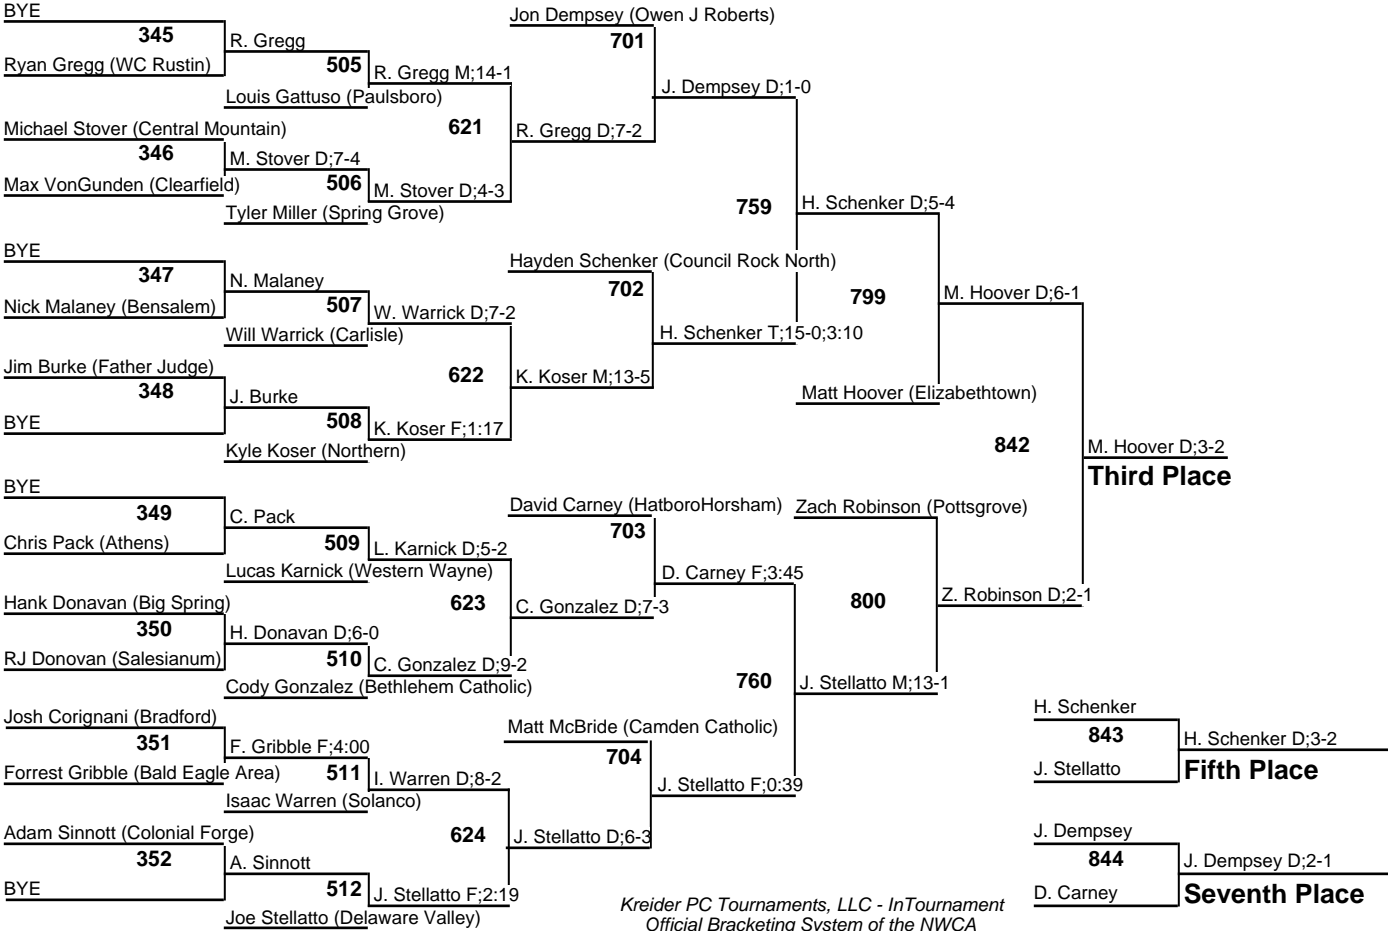 BYE
345
Ryan Gregg (WC Rustin)
R. Gregg
505
Louis Gattuso (Paulsboro)
R. Gregg M;14-1
Michael Stover (Central Mountain)
346
Max VonGunden (Clearfield)
M. Stover D;7-4
506
Tyler Miller (Spring Grove)
M. Stover D;4-3
621
R. Gregg D;7-2
Jon Dempsey (Owen J Roberts)
701
J. Dempsey D;1-0
BYE
347
Nick Malaney (Bensalem)
N. Malaney
507
Will Warrick (Carlisle)
W. Warrick D;7-2
Jim Burke (Father Judge)
348
BYE
J. Burke
508
Kyle Koser (Northern)
K. Koser F;1:17
622
K. Koser M;13-5
Hayden Schenker (Council Rock North)
702
H. Schenker T;15-0;3:10
759
H. Schenker D;5-4
799
Matt Hoover (Elizabethtown)
M. Hoover D;6-1
BYE
349
Chris Pack (Athens)
C. Pack
509
Lucas Karnick (Western Wayne)
L. Karnick D;5-2
Hank Donavan (Big Spring)
350
RJ Donovan (Salesianum)
H. Donavan D;6-0
510
Cody Gonzalez (Bethlehem Catholic)
C. Gonzalez D;9-2
623
C. Gonzalez D;7-3
David Carney (HatboroHorsham)
703
D. Carney F;3:45
Josh Corignani (Bradford)
351
Forrest Gribble (Bald Eagle Area)
F. Gribble F;4:00
511
Isaac Warren (Solanco)
I. Warren D;8-2
Adam Sinnott (Colonial Forge)
352
BYE
A. Sinnott
512
Joe Stellatto (Delaware Valley)
J. Stellatto F;2:19
624
J. Stellatto D;6-3
Matt McBride (Camden Catholic)
704
J. Stellatto F;0:39
760
J. Stellatto M;13-1
Zach Robinson (Pottsgrove)
800
Z. Robinson D;2-1
842
M. Hoover D;3-2
Third Place
H. Schenker
843
J. Stellatto
H. Schenker D;3-2
Fifth Place
J. Dempsey
844
D. Carney
J. Dempsey D;2-1
Seventh Place
Kreider PC Tournaments, LLC - InTournament
Official Bracketing System of the NWCA